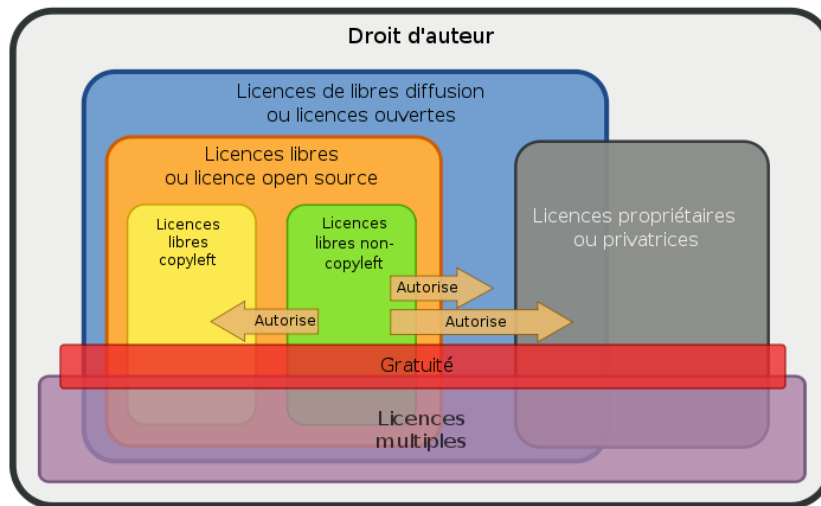 Droit d'auteur
Licences de libres diffusion
ou licences ouvertes
Licences libres
ou licence open source
Licences
libres
copyleft
Licences
libres non-
copyleft
Licences propriétaires
ou privatrices
Autorise
Autorise
Autorise
Gratuité
Licences
multiples